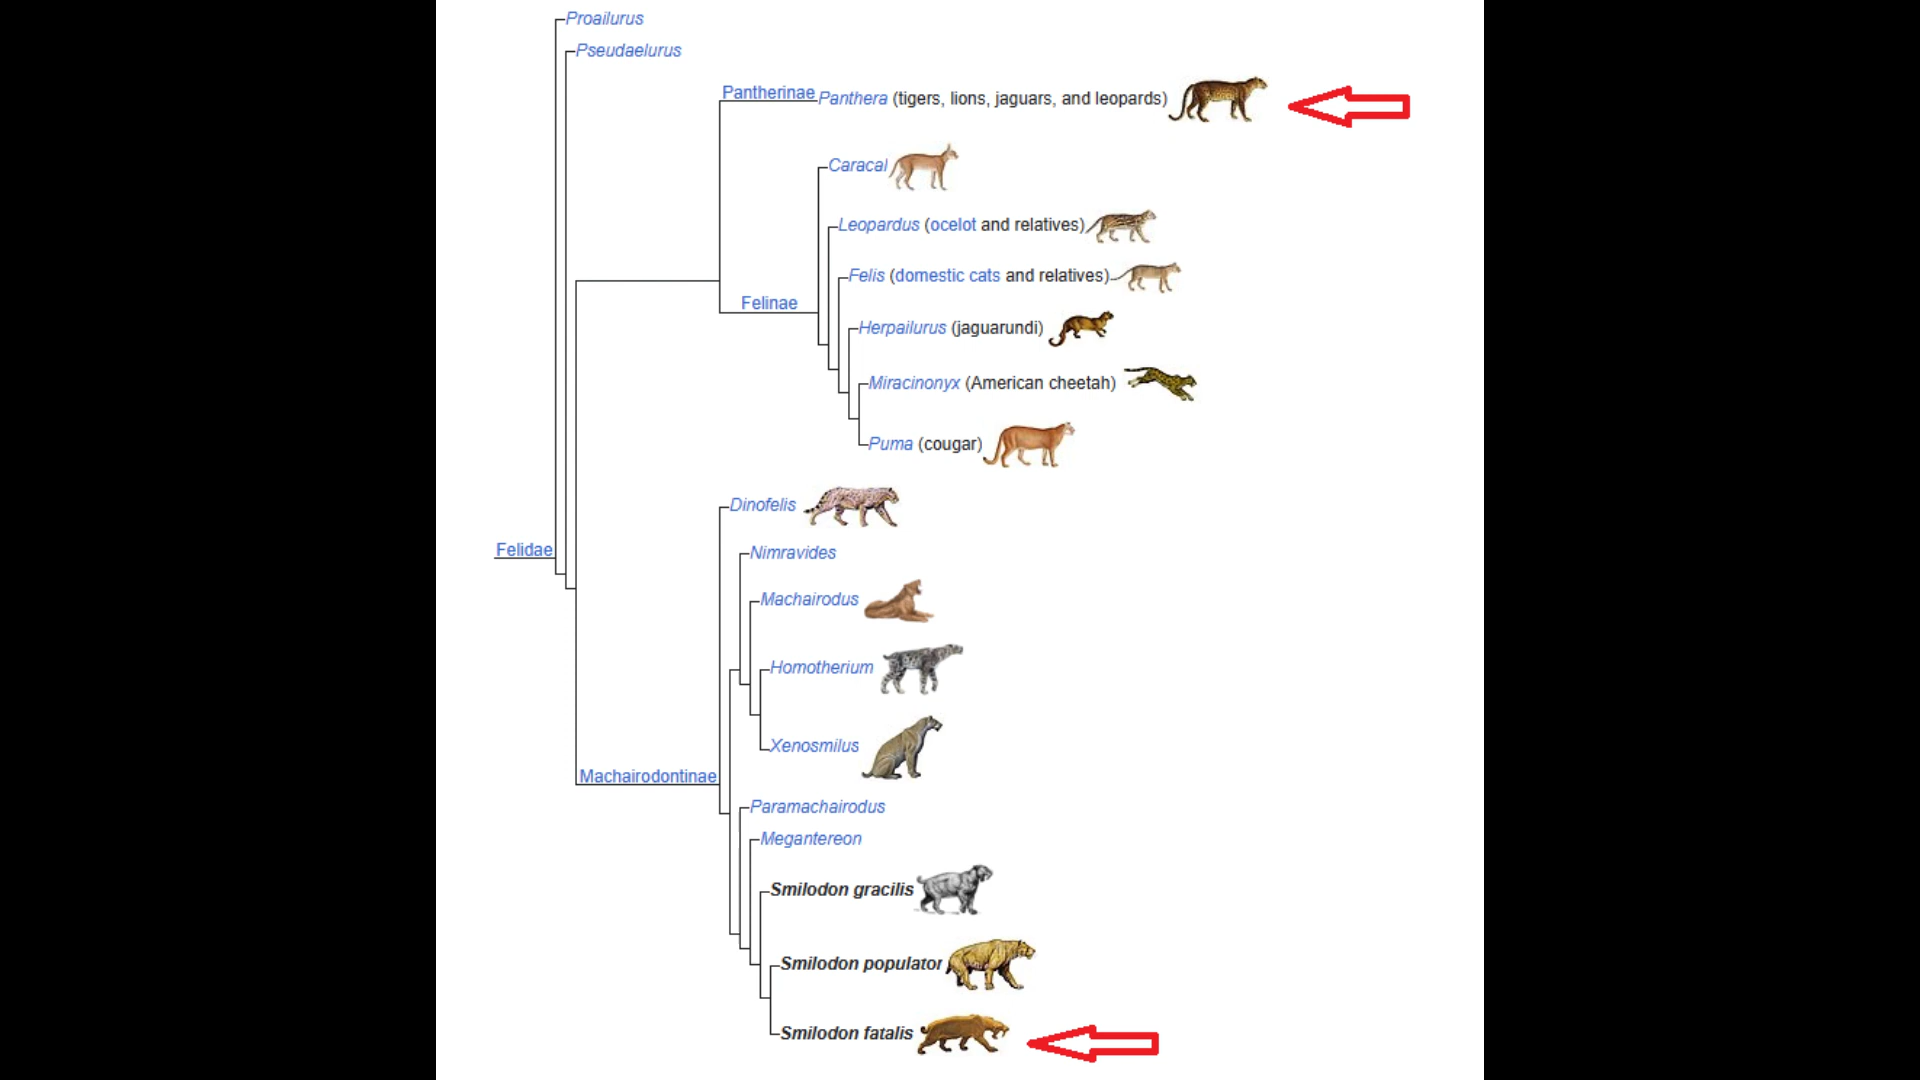 Proailurus
Pseudaelurus
Pantherinae
Panthera (tigers, lions, jaguars, and leopards)
Caracal
Leopardus (ocelot and relatives)
Felis (domestic cats and relatives)
Felinae
Herpailurus (jaguarundi)
Miracinonyx (American cheetah)
Puma (cougar)
Dinofelis
Felidae
Nimravides
Machairodus
Homotherium
Xenosmilus
Machairodontinae
Paramachairodus
Megantereon
Smilodon gracilis
Smilodon populator
Smilodon fatalis